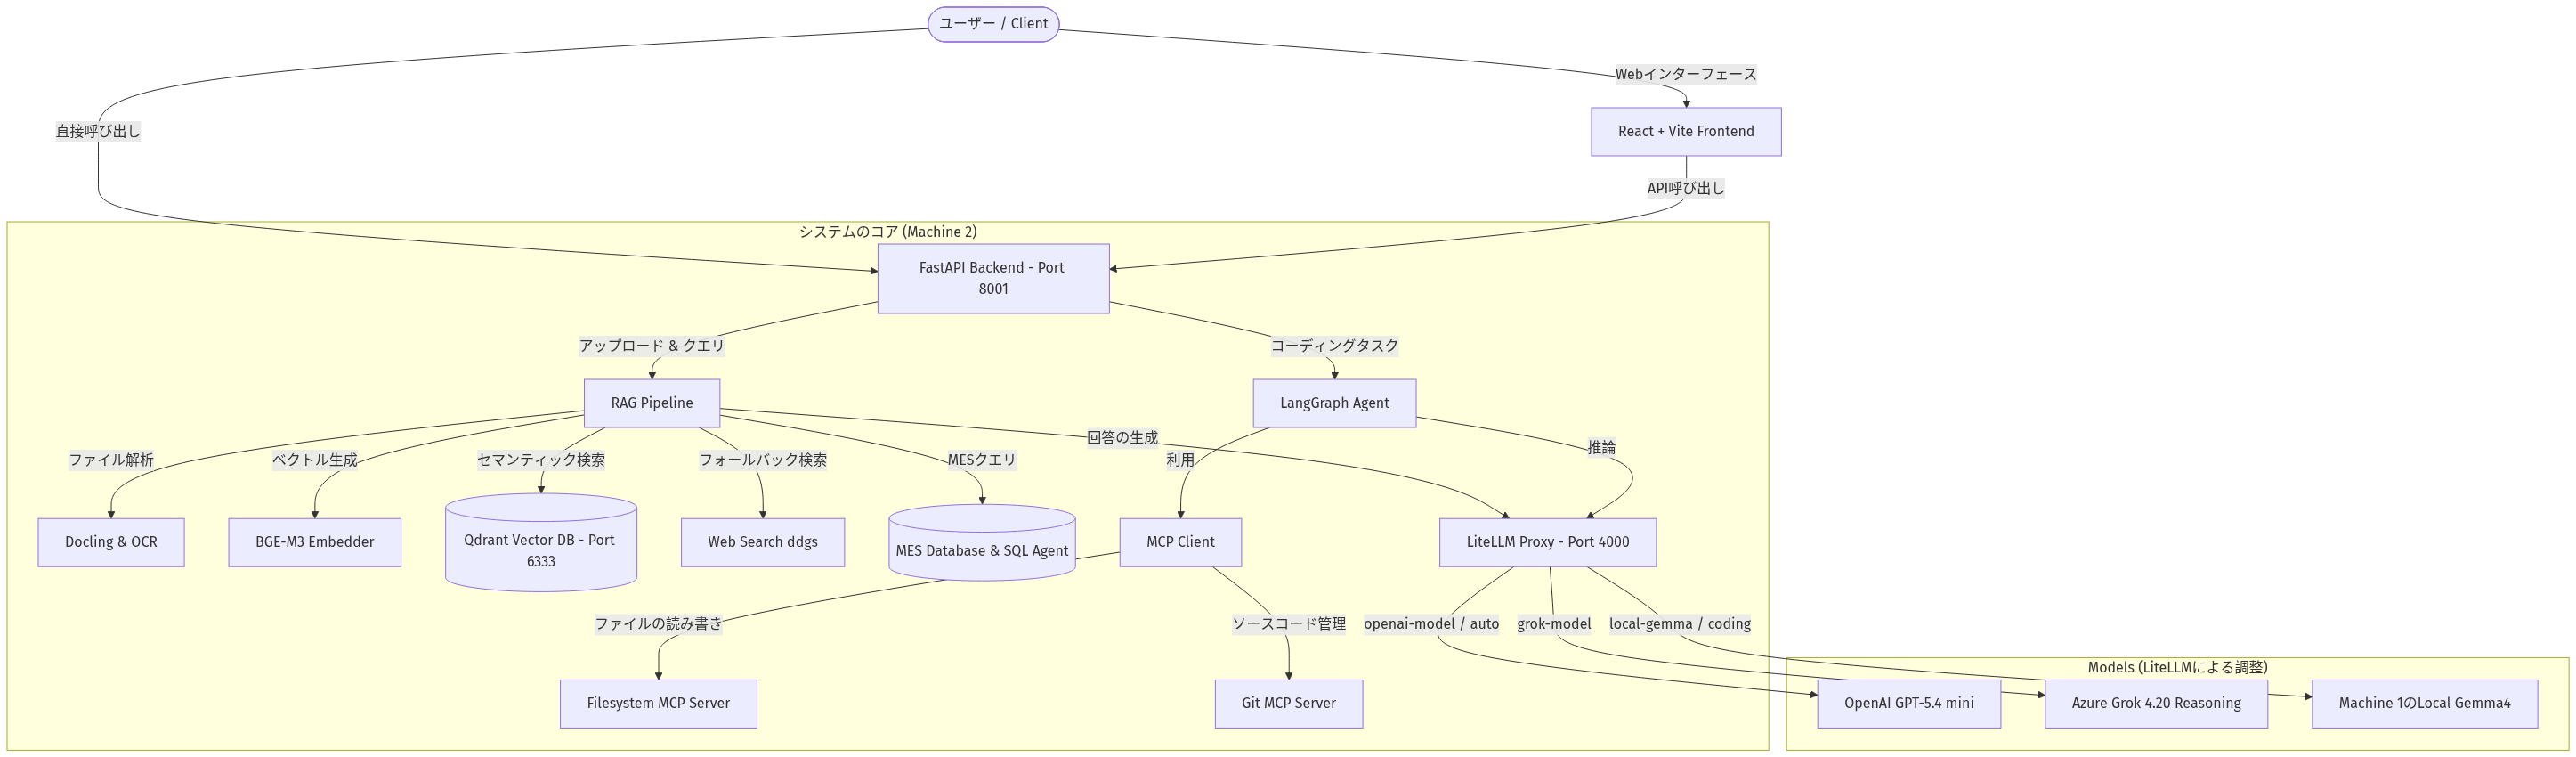 ユーザー / Client
Webインターフェース
直接呼び出し
React + Vite Frontend
API呼び出し
システムのコア (Machine 2)
FastAPI Backend - Port
8001
アップロード & クエリ
コーディングタスク
RAG Pipeline
LangGraph Agent
回答の生成
推論
ファイル解析
ベクトル生成
セマンティック検索
フォールバック検索
MESクエリ
利用
Docling & OCR
BGE-M3 Embedder
Qdrant Vector DB - Port
6333
Web Search ddgs
MES Database & SQL Agent
MCP Client
LiteLLM Proxy - Port 4000
ファイルの読み書き
ソースコード管理
openai-model / auto
grok-model
local-gemma / coding
Models (LiteLLMによる調整)
Filesystem MCP Server
Git MCP Server
OpenAI GPT-5.4 mini
Azure Grok 4.20 Reasoning
Machine 1のLocal Gemma4